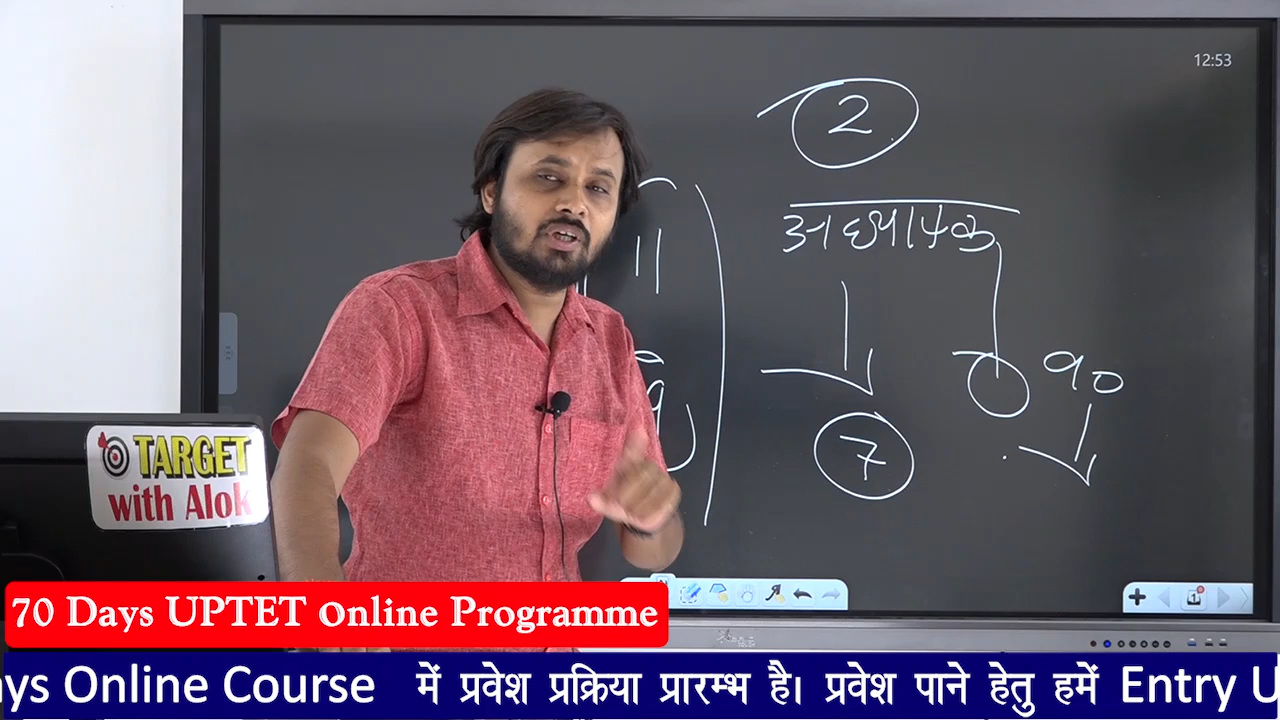 12:53
2
अध्यापक
90
7
TARGET
with Alok
70 Days UPTET Online Programme
ys Online Course में प्रवेश प्रक्रिया प्रारम्भ है। प्रवेश पाने हेतु हमें Entry U